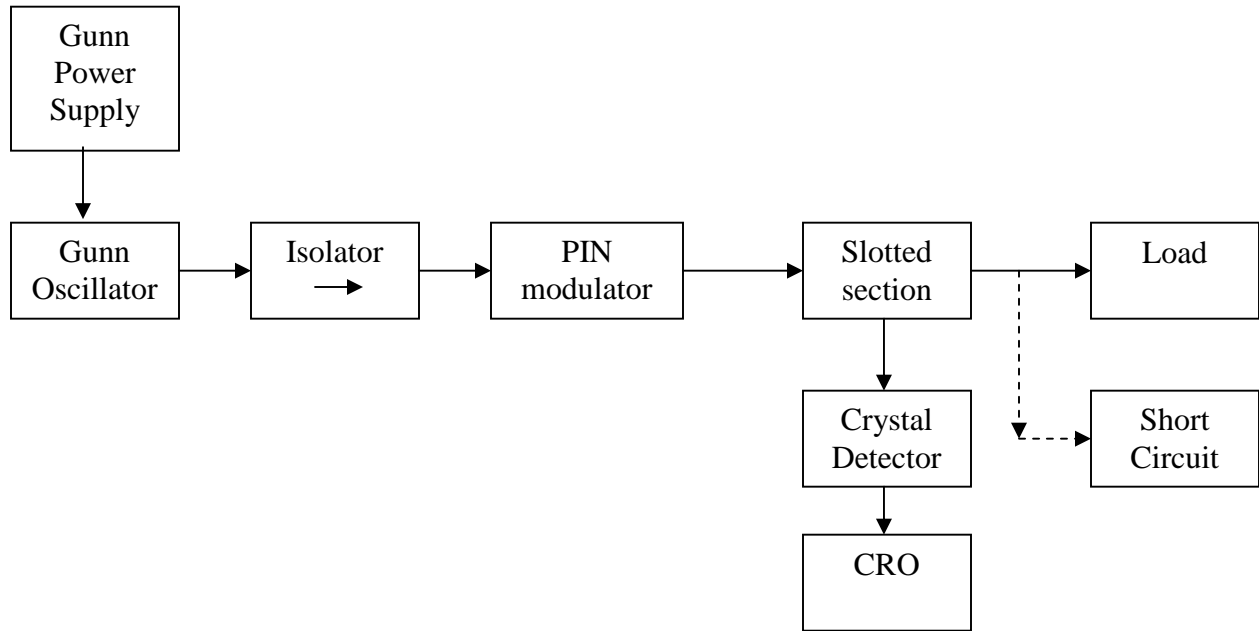 Gunn
Power
Supply
Gunn
Oscillator
Isolator
PIN
modulator
Slotted
section
Load
Crystal
Detector
Short
Circuit
CRO